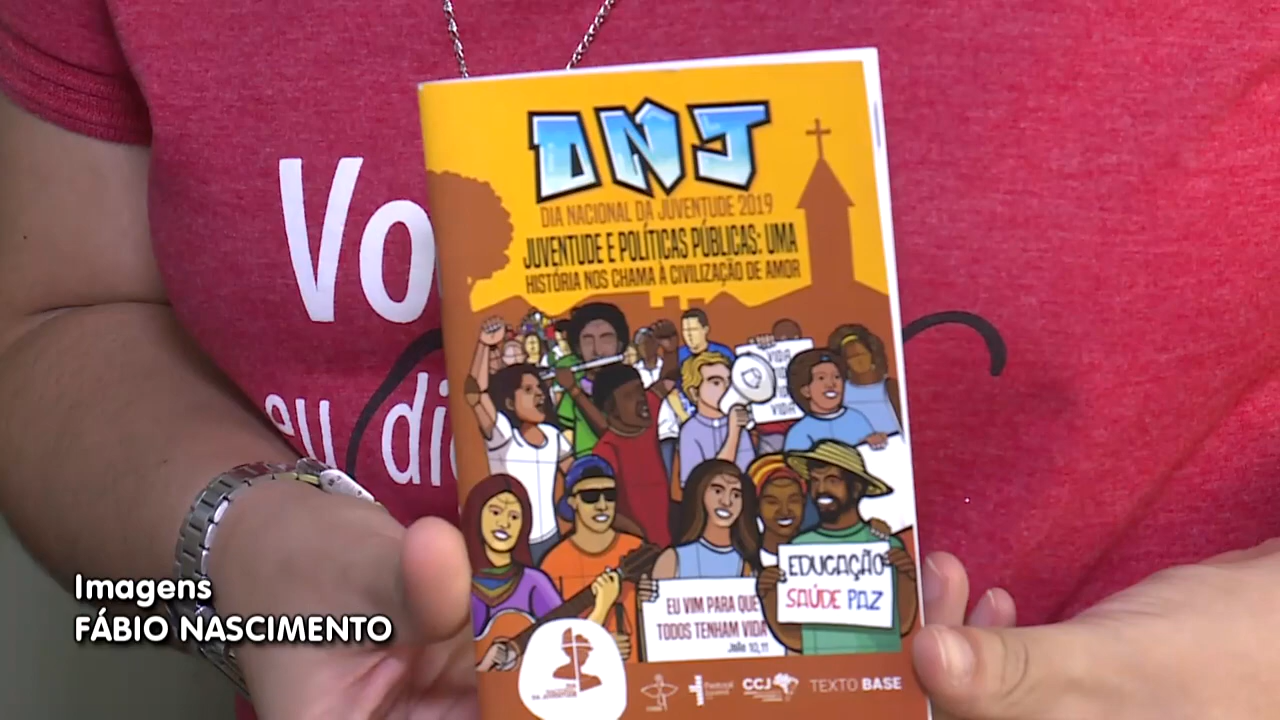 DNJ
DIA NACIONAL DA JUVENTUDE 2019
JUVENTUDE E POLÍTICAS PÚBLICAS: UMA
HISTÓRIA NOS CHAMA À CIVILIZAÇÃO DE AMOR
Vo
eu di
VIDA
VIDA
EDUCAÇÃO
SAÚDE PAZ
EU VIM PARA QUE
TODOS TENHAM VIDA
João 10,11
CCJ
TEXTO BASE
Imagens
FÁBIO NASCIMENTO